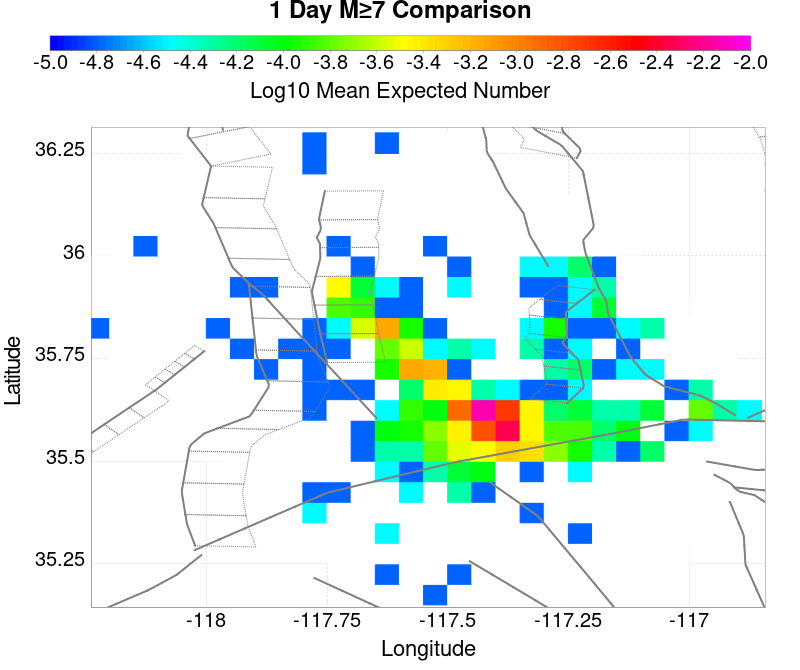 1 Day M≥7 Comparison
-5.0 -4.8 -4.6 -4.4 -4.2 -4.0 -3.8 -3.6 -3.4 -3.2 -3.0 -2.8 -2.6 -2.4 -2.2 -2.0
Log10 Mean Expected Number
36.25
36
35.75
35.5
35.25
Latitude
-118 -117.75 -117.5 -117.25 -117
Longitude